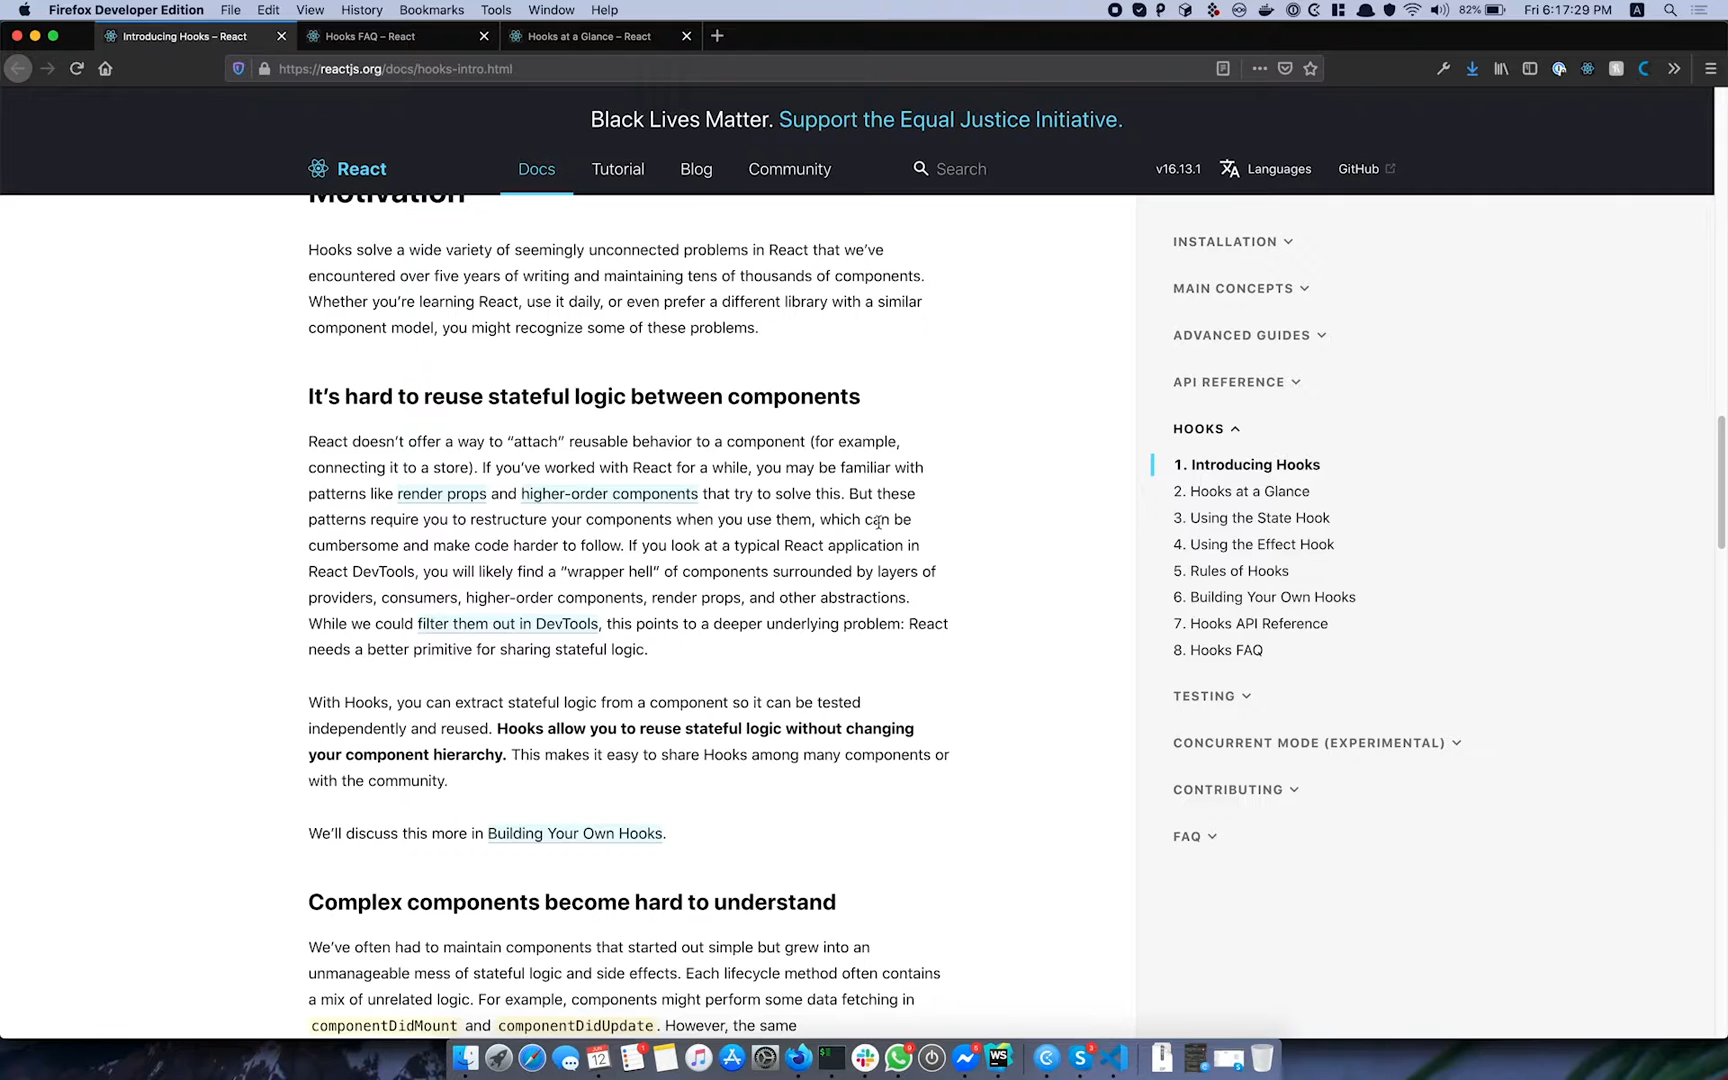 Firefox Developer Edition File Edit View History Bookmarks Tools Window Help 82% Fri 6:17:29 PM A
Introducing Hooks – React
Hooks FAQ – React
Hooks at a Glance – React
https://reactjs.org/docs/hooks-intro.html
Black Lives Matter. Support the Equal Justice Initiative.
React Docs Tutorial Blog Community Search v16.13.1 Languages GitHub
Motivation
Hooks solve a wide variety of seemingly unconnected problems in React that we’ve
encountered over five years of writing and maintaining tens of thousands of components.
Whether you’re learning React, use it daily, or even prefer a different library with a similar
component model, you might recognize some of these problems.
It’s hard to reuse stateful logic between components
React doesn’t offer a way to “attach” reusable behavior to a component (for example,
connecting it to a store). If you’ve worked with React for a while, you may be familiar with
patterns like render props and higher-order components that try to solve this. But these
patterns require you to restructure your components when you use them, which can be
cumbersome and make code harder to follow. If you look at a typical React application in
React DevTools, you will likely find a “wrapper hell” of components surrounded by layers of
providers, consumers, higher-order components, render props, and other abstractions.
While we could filter them out in DevTools, this points to a deeper underlying problem: React
needs a better primitive for sharing stateful logic.
With Hooks, you can extract stateful logic from a component so it can be tested
independently and reused. Hooks allow you to reuse stateful logic without changing
your component hierarchy. This makes it easy to share Hooks among many components or
with the community.
We’ll discuss this more in Building Your Own Hooks.
Complex components become hard to understand
We’ve often had to maintain components that started out simple but grew into an
unmanageable mess of stateful logic and side effects. Each lifecycle method often contains
a mix of unrelated logic. For example, components might perform some data fetching in
componentDidMount and componentDidUpdate. However, the same
INSTALLATION
MAIN CONCEPTS
ADVANCED GUIDES
API REFERENCE
HOOKS
1. Introducing Hooks
2. Hooks at a Glance
3. Using the State Hook
4. Using the Effect Hook
5. Rules of Hooks
6. Building Your Own Hooks
7. Hooks API Reference
8. Hooks FAQ
TESTING
CONCURRENT MODE (EXPERIMENTAL)
CONTRIBUTING
FAQ